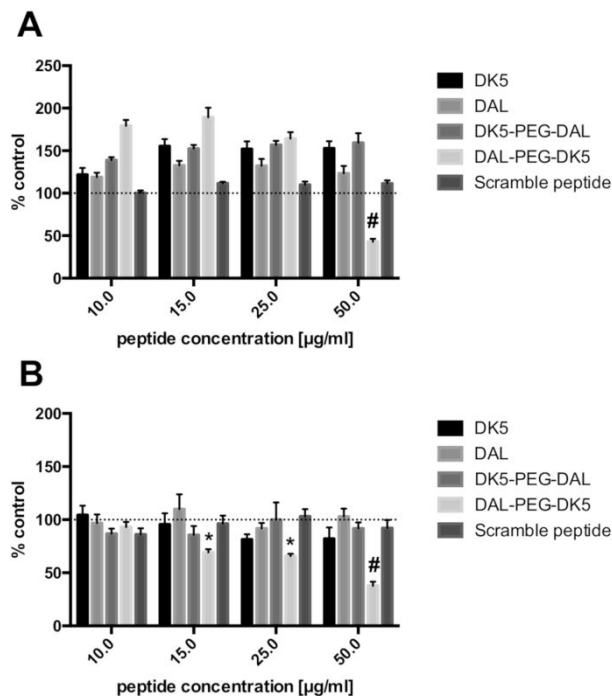 A
250
200
150
100
50
0
% control
#
10.0
15.0
25.0
50.0
peptide concentration [µg/ml]
DK5
DAL
DK5-PEG-DAL
DAL-PEG-DK5
Scramble peptide
B
200
150
100
50
0
% control
*
*
#
10.0
15.0
25.0
50.0
peptide concentration [µg/ml]
DK5
DAL
DK5-PEG-DAL
DAL-PEG-DK5
Scramble peptide